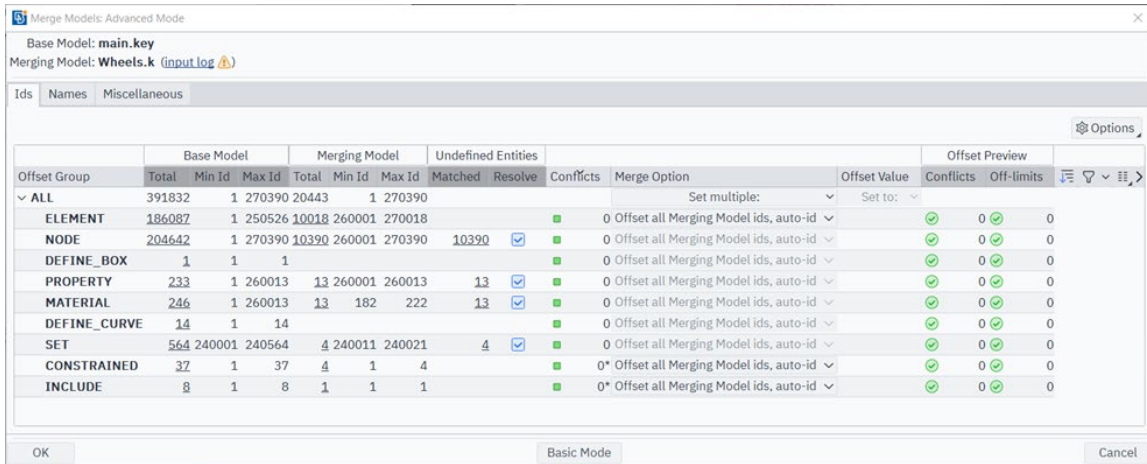 Merge Models: Advanced Mode
Base Model: main.key
Merging Model: Wheels.k (input log)
Ids Names Miscellaneous
Options
Base Model Merging Model Undefined Entities Offset Preview
Offset Group Total Min Id Max Id Total Min Id Max Id Matched Resolve Conflicts Merge Option Offset Value Conflicts Off-limits
ALL 391832 1 270390 20443 1 270390 Set multiple: Set to:
ELEMENT 186087 1 250526 10018 260001 270018 0 Offset all Merging Model ids, auto-id 0 0
NODE 204642 1 270390 10390 260001 270390 10390 0 Offset all Merging Model ids, auto-id 0 0
DEFINE_BOX 1 1 1 0 Offset all Merging Model ids, auto-id 0 0
PROPERTY 233 1 260013 13 260001 260013 13 0 Offset all Merging Model ids, auto-id 0 0
MATERIAL 246 1 260013 13 182 222 13 0 Offset all Merging Model ids, auto-id 0 0
DEFINE_CURVE 14 1 14 0 Offset all Merging Model ids, auto-id 0 0
SET 564 240001 240564 4 240011 240021 4 0 Offset all Merging Model ids, auto-id 0 0
CONSTRAINED 37 1 37 4 1 4 0* Offset all Merging Model ids, auto-id 0 0
INCLUDE 8 1 8 1 1 1 0* Offset all Merging Model ids, auto-id 0 0
OK Basic Mode Cancel